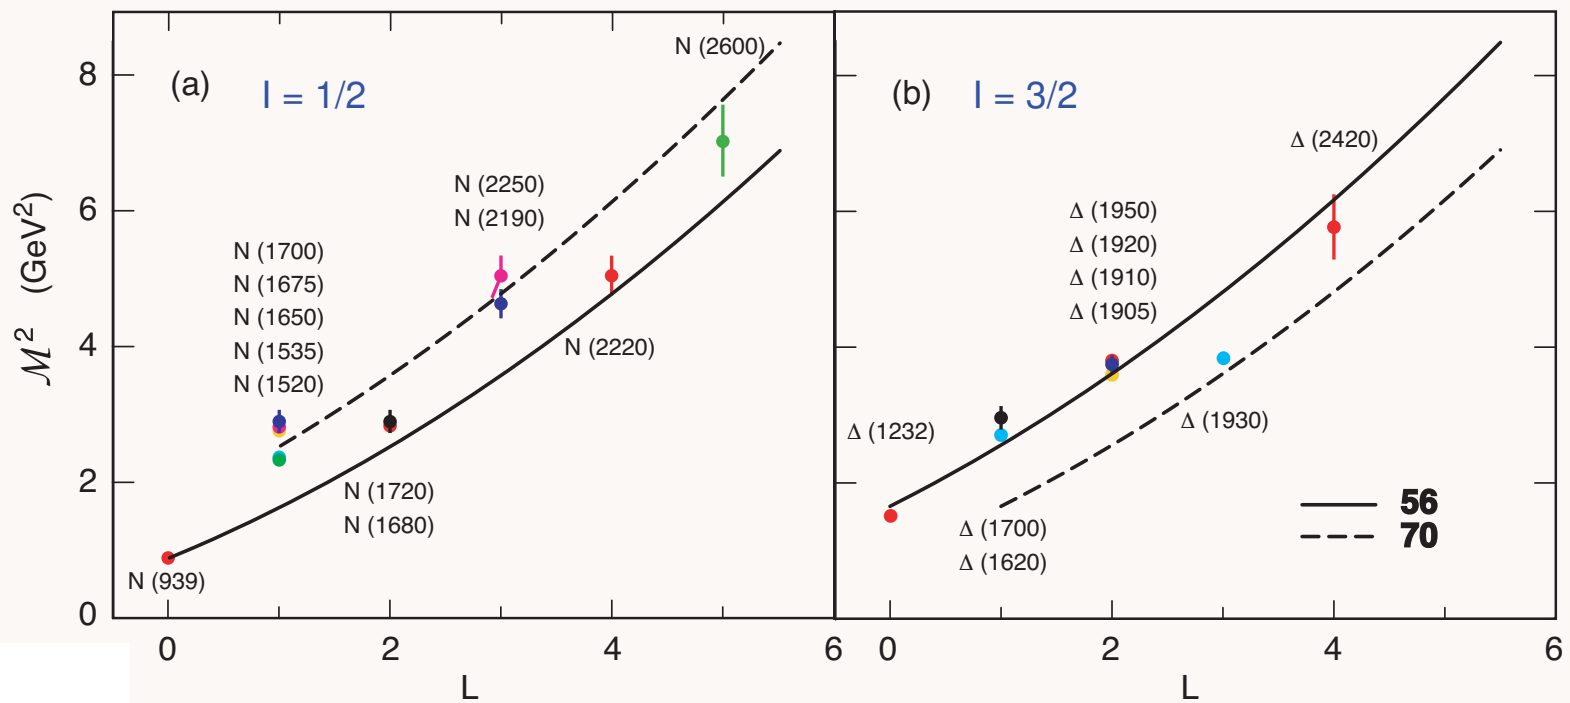 (a)
I = 1/2
N (2600)
N (2250)
N (2190)
N (1700)
N (1675)
N (1650)
N (1535)
N (1520)
N (2220)
N (1720)
N (1680)
N (939)
ℳ² (GeV²)
8
6
4
2
0
0
2
4
6
L
(b)
I = 3/2
Δ (2420)
Δ (1950)
Δ (1920)
Δ (1910)
Δ (1905)
Δ (1232)
Δ (1930)
Δ (1700)
Δ (1620)
56
70
0
2
4
6
L